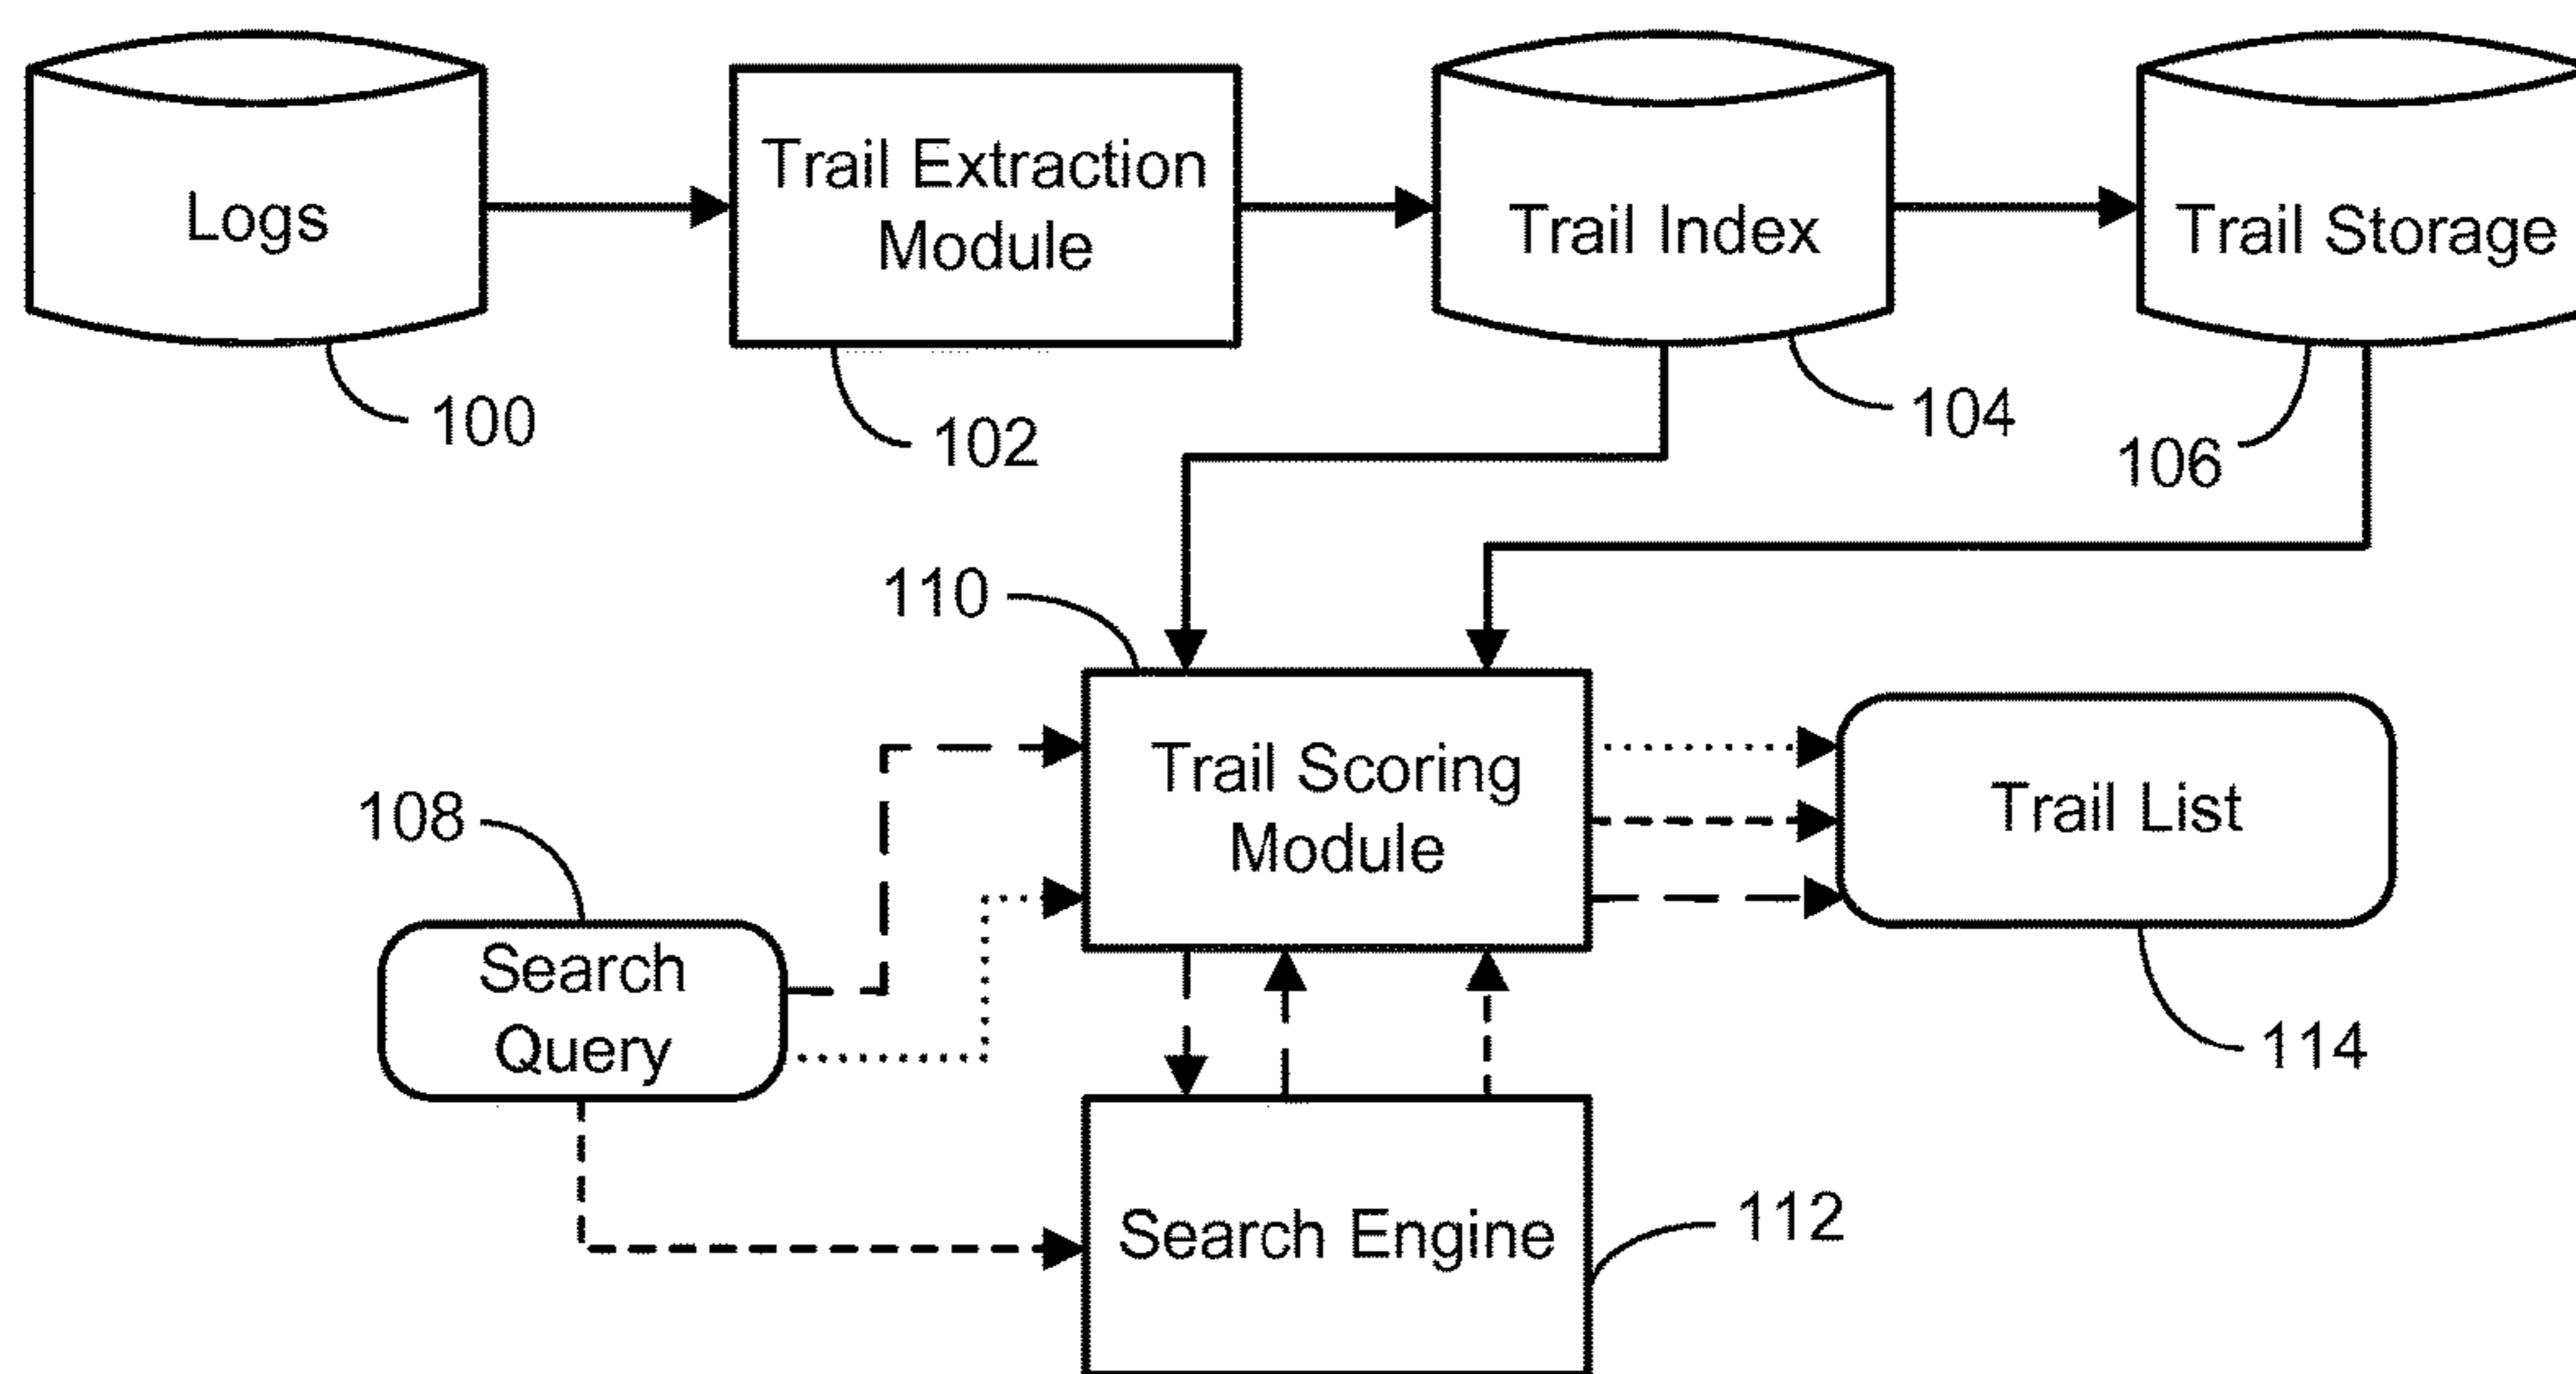 Logs
Trail Extraction
Module
Trail Index
Trail Storage
100
102
104
106
110
Trail Scoring
Module
Trail List
108
Search
Query
114
Search Engine
112